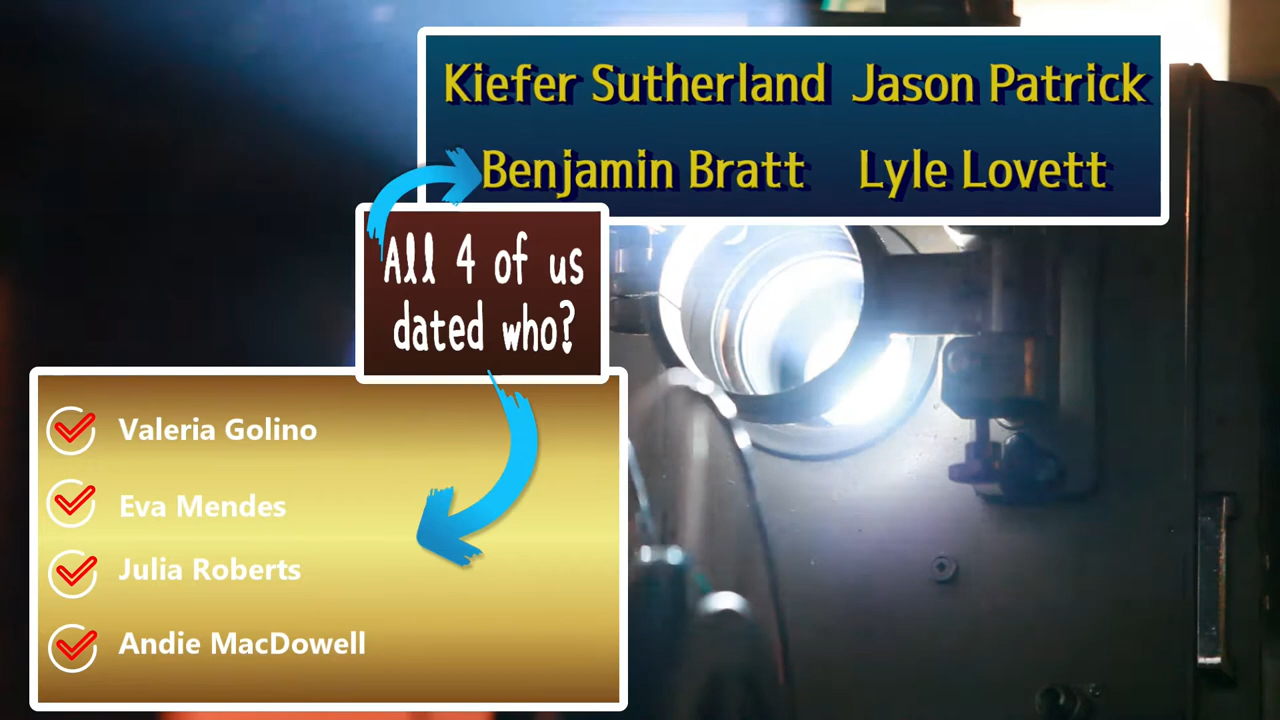 Kiefer Sutherland Jason Patrick
Benjamin Bratt Lyle Lovett
All 4 of us
dated who?
Valeria Golino
Eva Mendes
Julia Roberts
Andie MacDowell